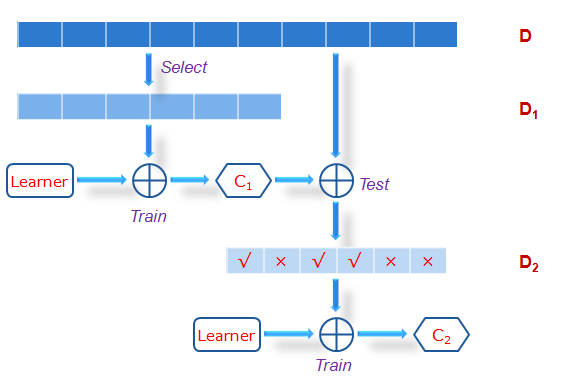 D
Select
D1
Learner
C1
Train
Test
√ × √ √ × ×
D2
Learner
C2
Train